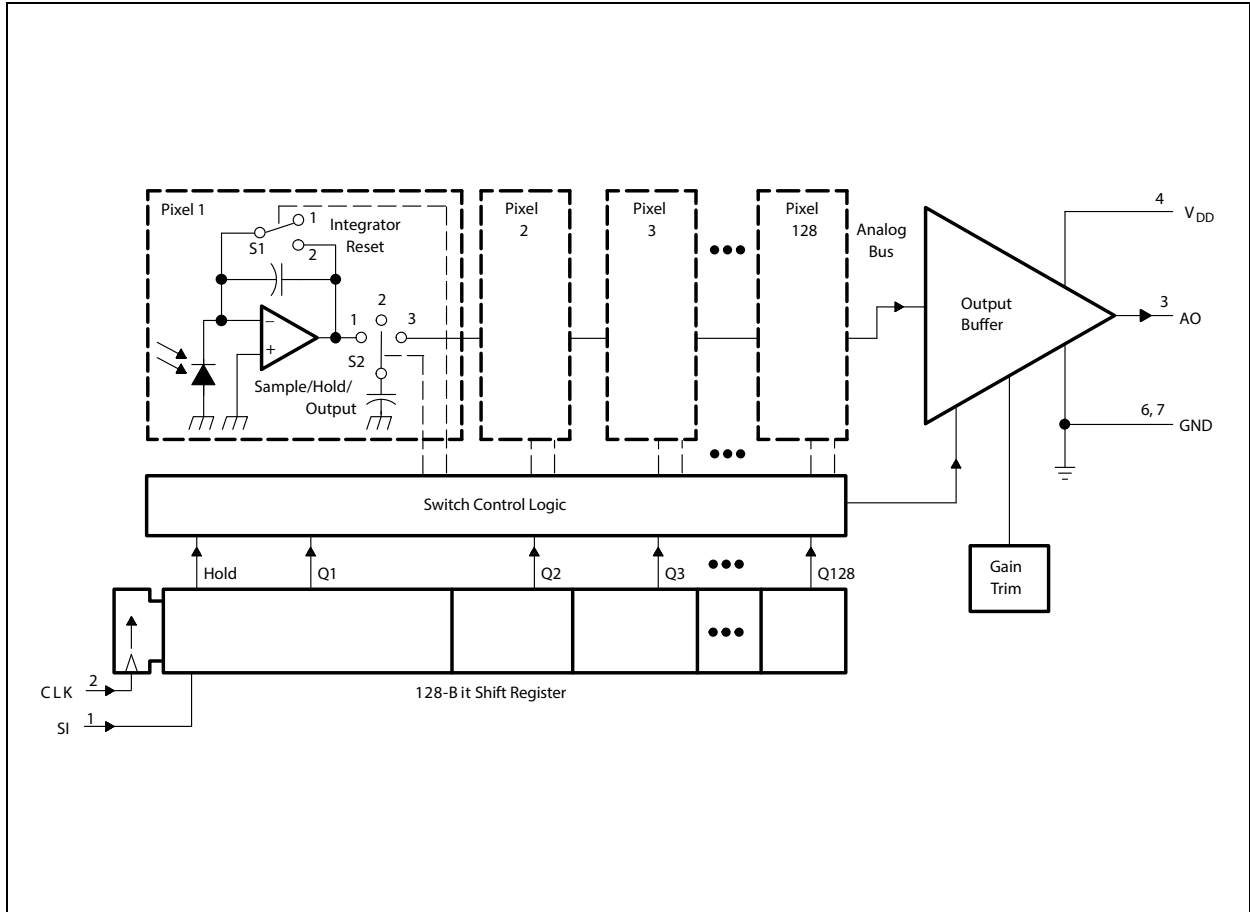 Pixel 1
1
Integrator
Reset
S1
2
−
+
1
2
3
S2
Sample/Hold/
Output
Pixel
2
Pixel
3
Pixel
128
Analog
Bus
Output
Buffer
4
VDD
3
AO
6, 7
GND
Gain
Trim
Switch Control Logic
Hold
Q1
Q2
Q3
Q128
CLK
2
SI
1
128-B it Shift Register